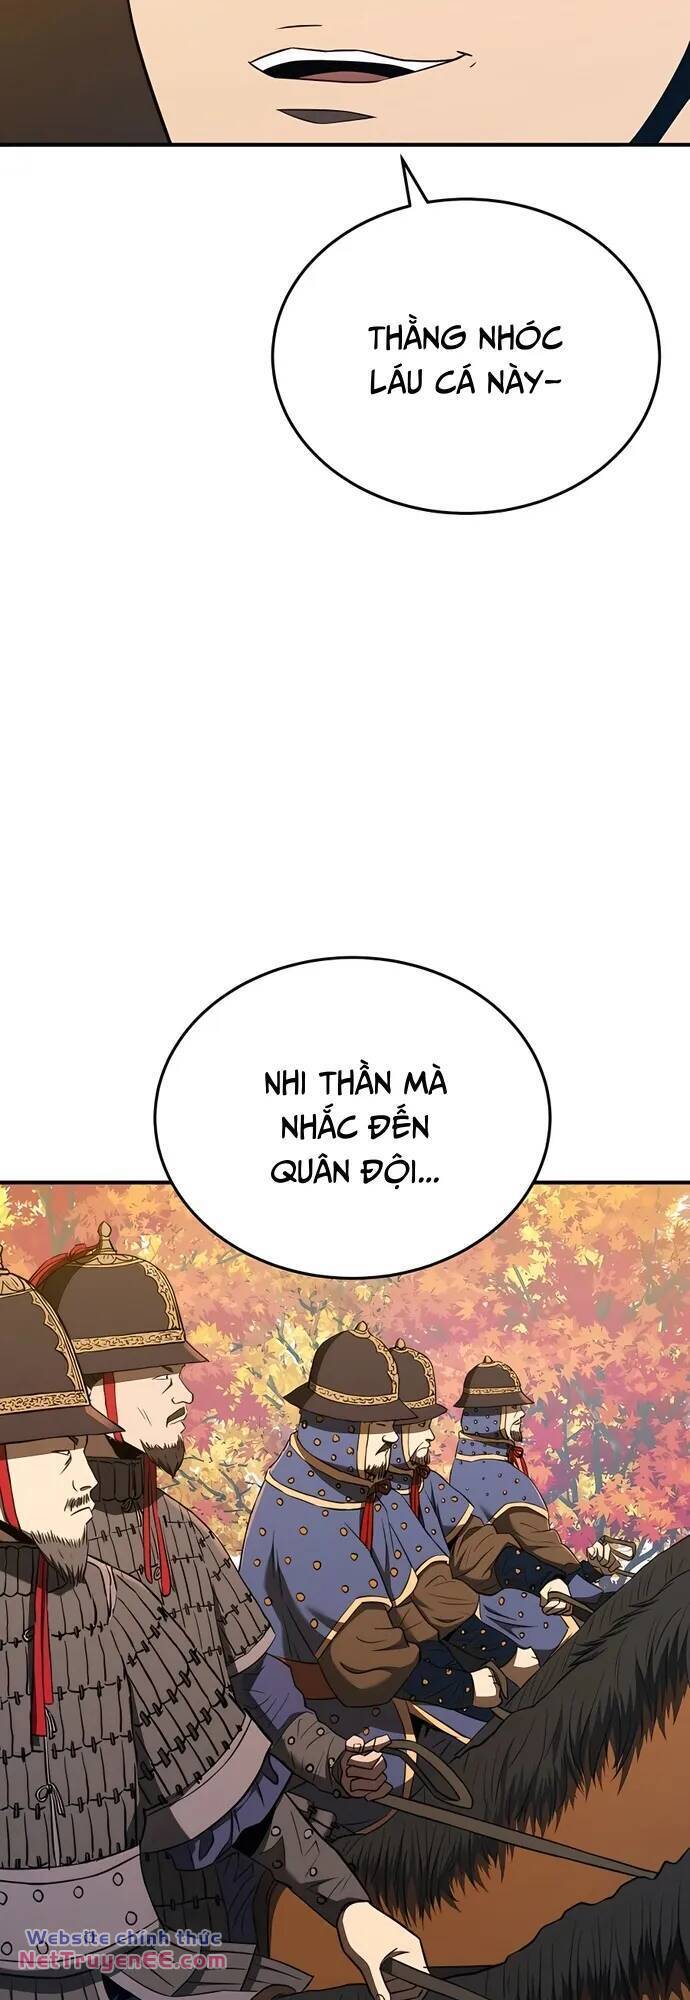 THẰNG NHÓC
LÁU CÁ NÀY~
NHI THẦN MÀ
NHẮC ĐẾN
QUÂN ĐỘI...
Website chính thức
NetTruyenEE.com